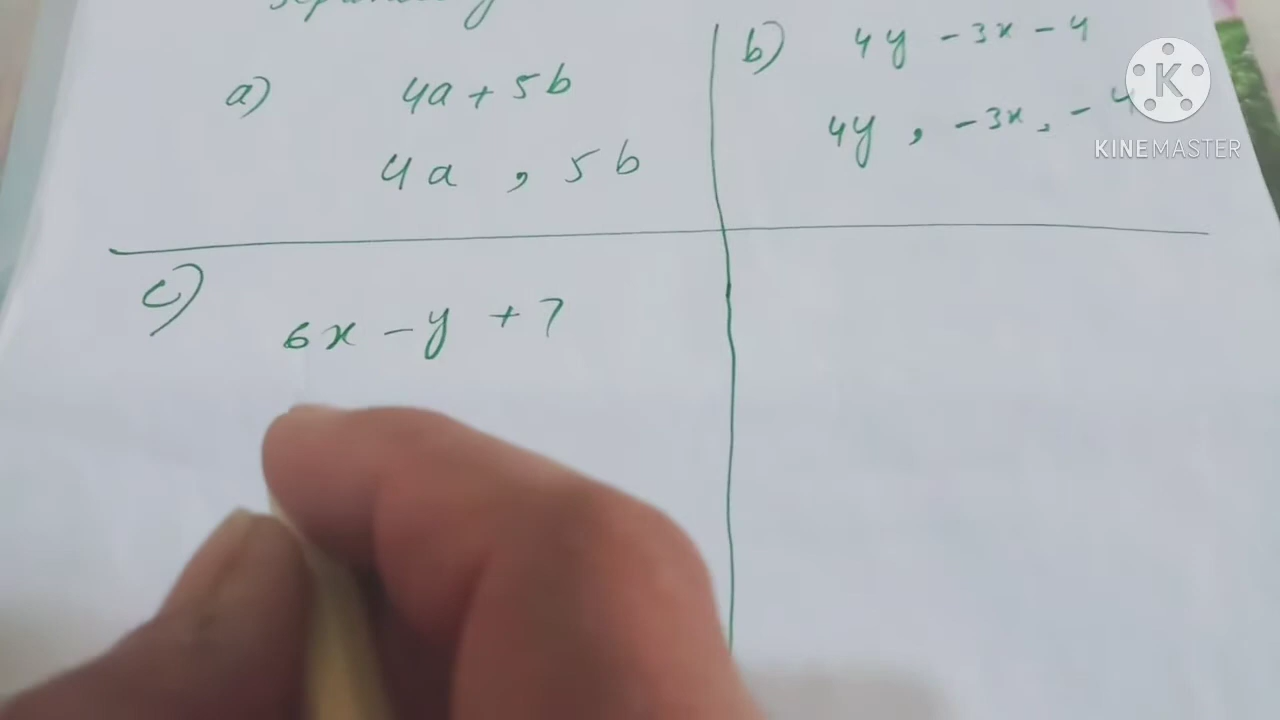 a)
4a + 5b
4a , 5b
b) 4y - 3x - 4
4y , - 3x , - 4
K
KINEMASTER
c)
6x - y + 7